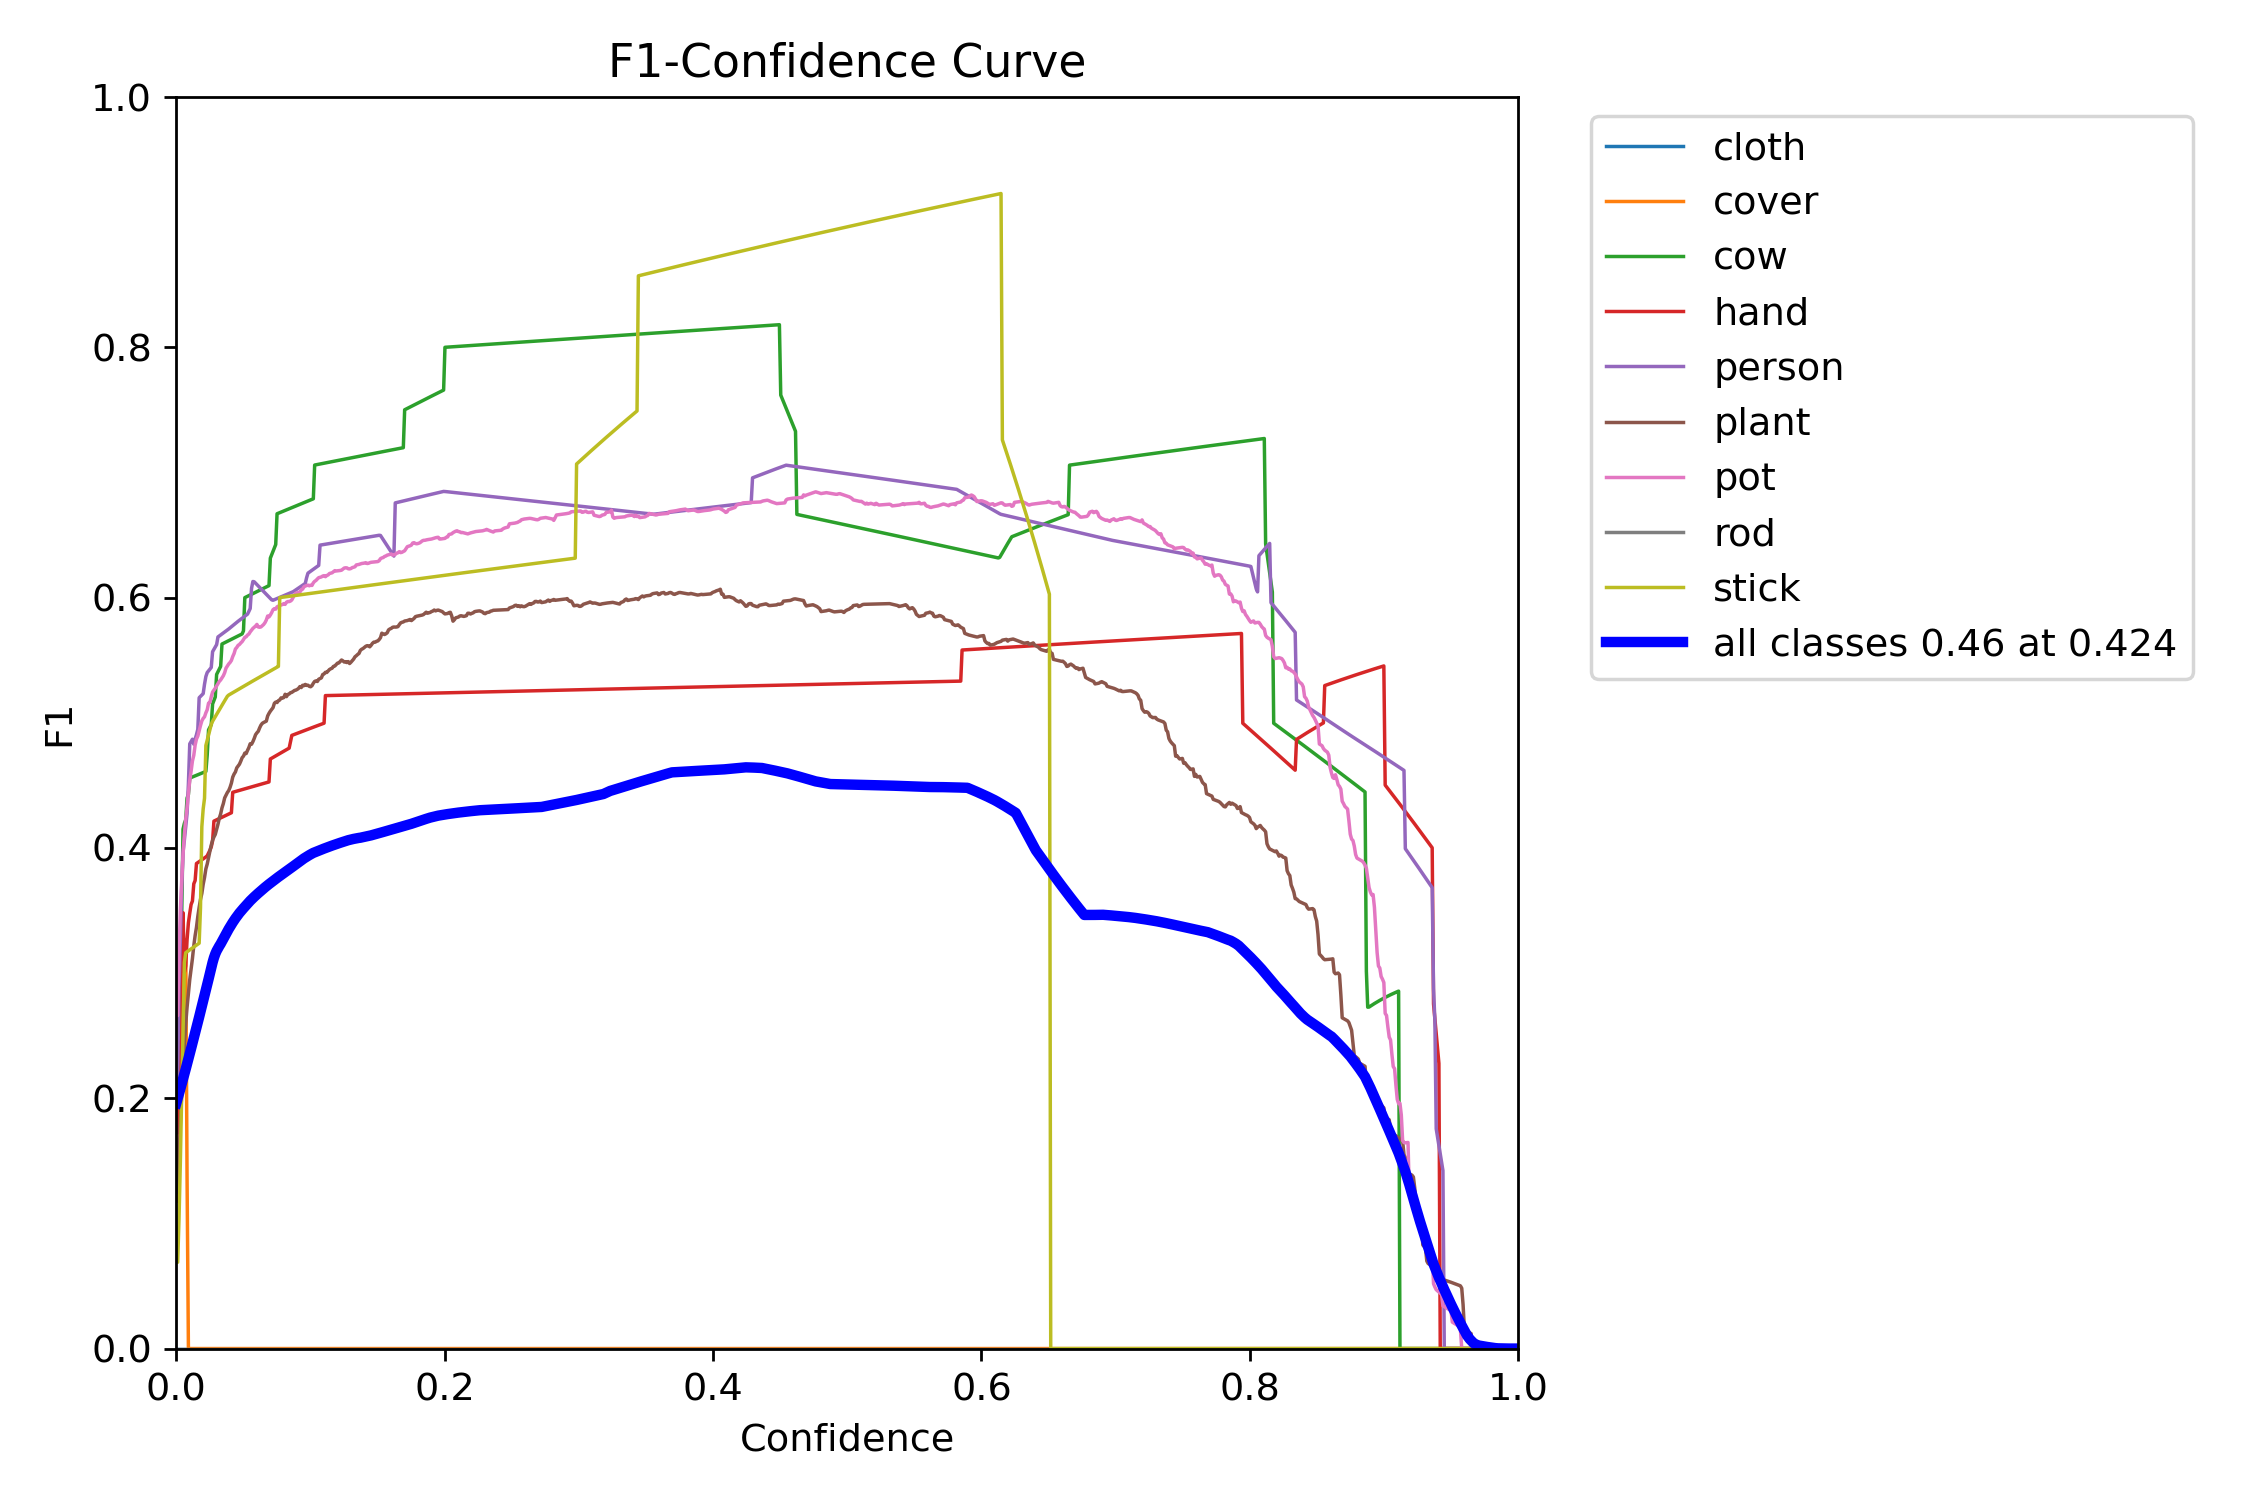 F1-Confidence Curve
1.0
0.8
0.6
0.4
0.2
0.0
F1
0.0 0.2 0.4 0.6 0.8 1.0
Confidence
cloth
cover
cow
hand
person
plant
pot
rod
stick
all classes 0.46 at 0.424